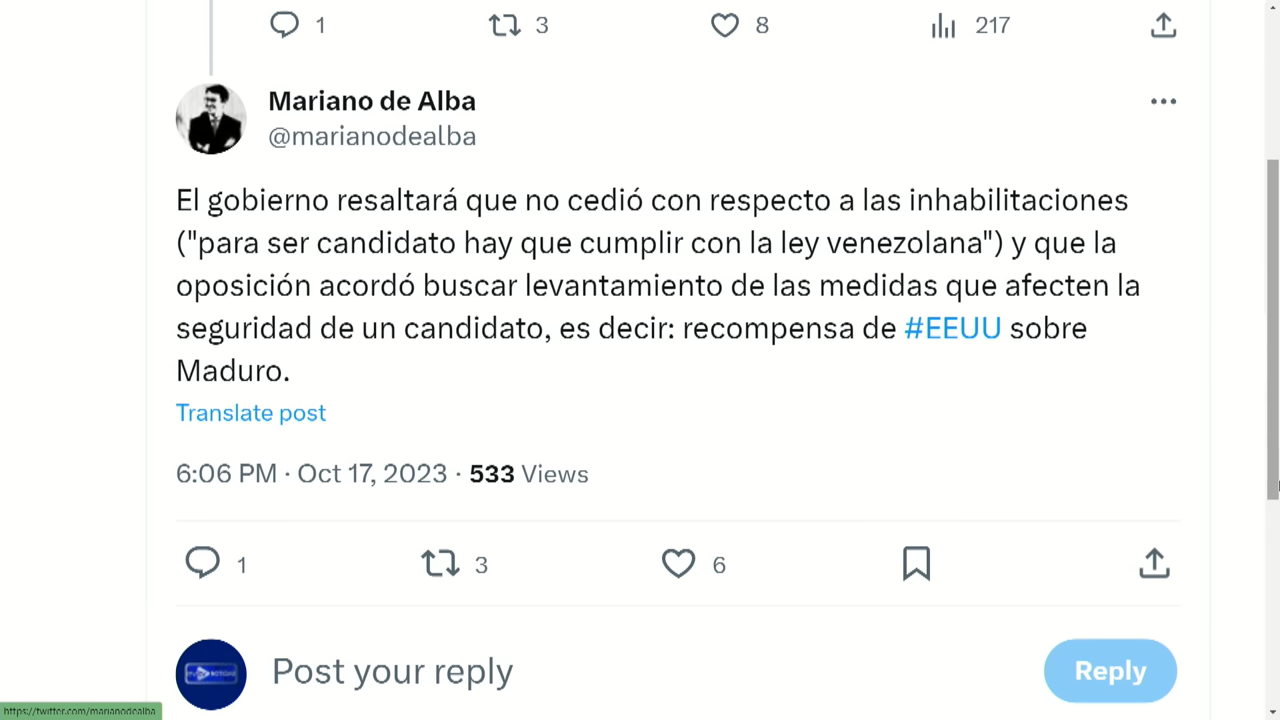 1 3 8 217
Mariano de Alba
@marianodealba
El gobierno resaltará que no cedió con respecto a las inhabilitaciones
("para ser candidato hay que cumplir con la ley venezolana") y que la
oposición acordó buscar levantamiento de las medidas que afecten la
seguridad de un candidato, es decir: recompensa de #EEUU sobre
Maduro.
Translate post
6:06 PM · Oct 17, 2023 · 533 Views
1 3 6
Post your reply
Reply
https://twitter.com/marianodealba